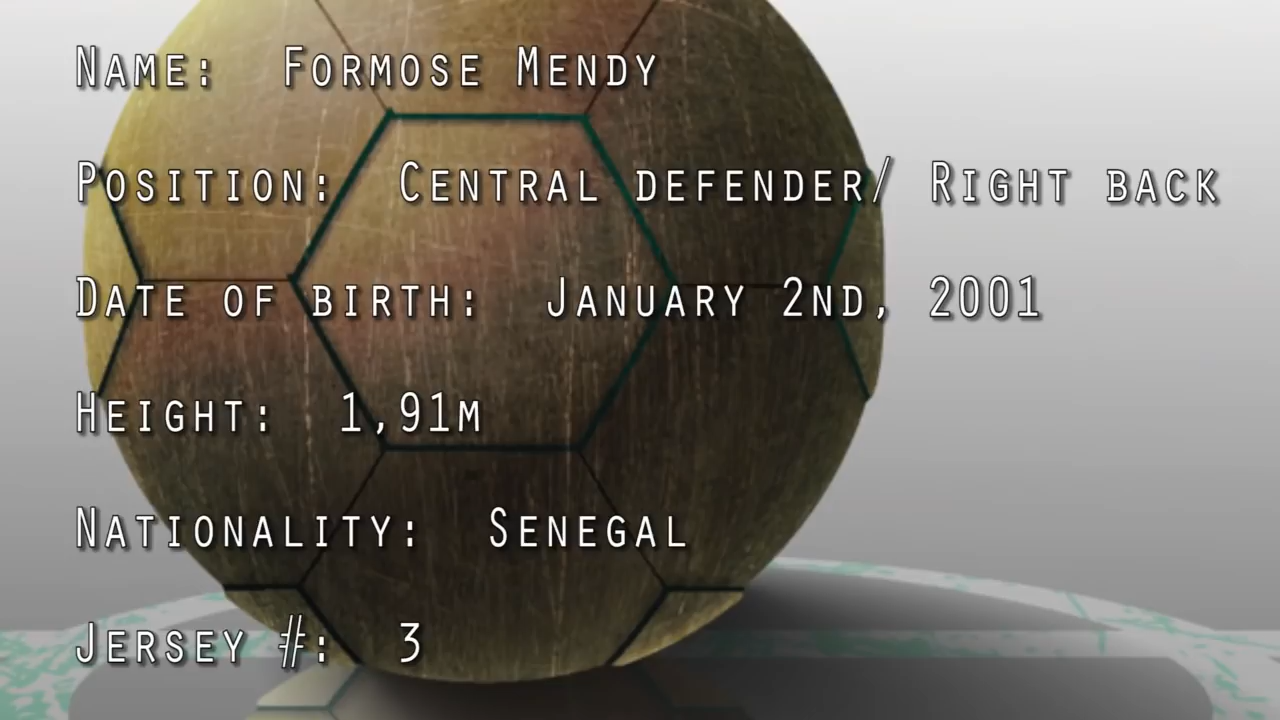 Name: Formose Mendy
Position: Central defender/ Right back
Date of birth: January 2nd, 2001
Height: 1,91m
Nationality: Senegal
Jersey #: 3